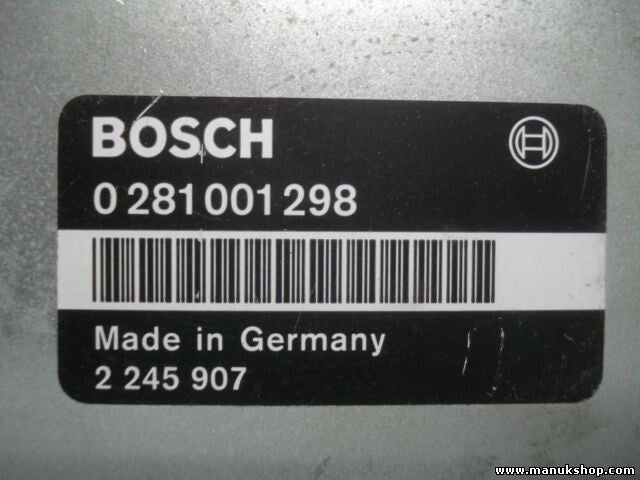 BOSCH
0 281 001 298
Made in Germany
2 245 907
www.manukshop.com